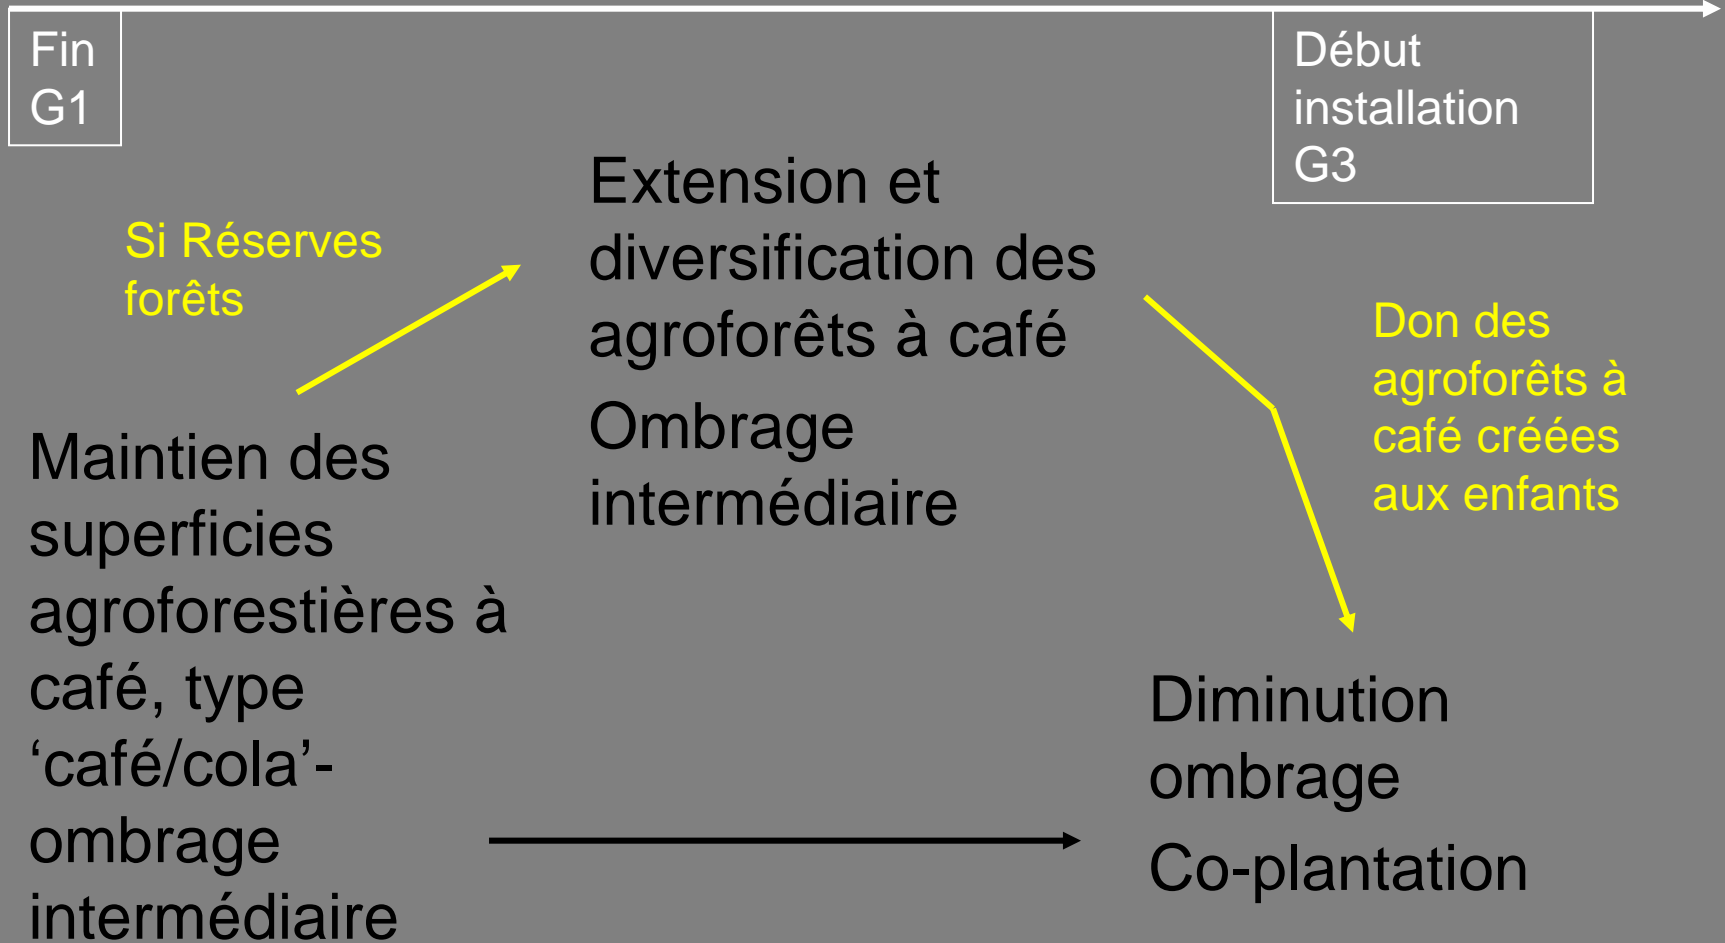 Fin
G1
Début
installation
G3
Si Réserves
forêts
Extension et
diversification des
agroforêts à café
Ombrage
intermédiaire
Don des
agroforêts à
café créées
aux enfants
Maintien des
superficies
agroforestières à
café, type
‘café/cola’-
ombrage
intermédiaire
Diminution
ombrage
Co-plantation